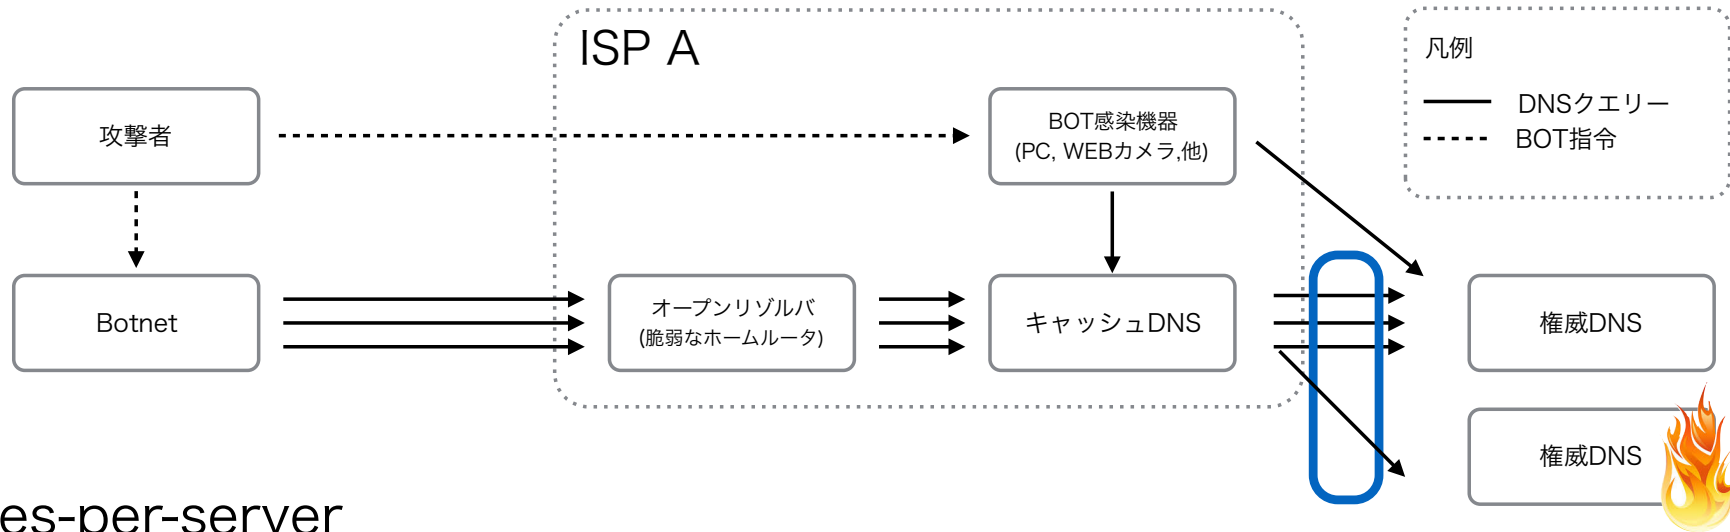 ISP A
凡例
DNSクエリー
BOT指令
攻撃者
BOT感染機器
(PC, WEBカメラ,他)
Botnet
オープンリゾルバ
(脆弱なホームルータ)
キャッシュDNS
権威DNS
権威DNS
es-per-server